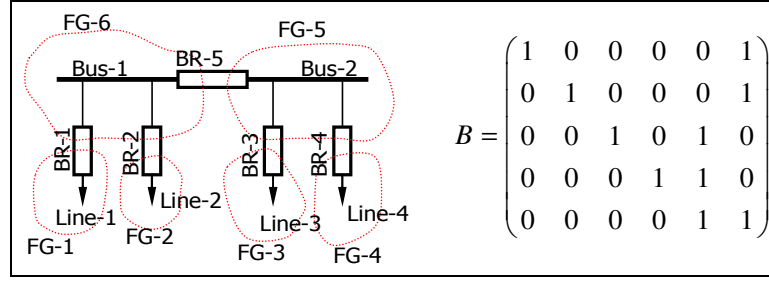 FG-6
FG-5
BR-5
Bus-1
Bus-2
BR-1
BR-2
BR-3
BR-4
Line-1
Line-2
Line-3
Line-4
FG-1
FG-2
FG-3
FG-4
B =
1 0 0 0 0 1
0 1 0 0 0 1
0 0 1 0 1 0
0 0 0 1 1 0
0 0 0 0 1 1